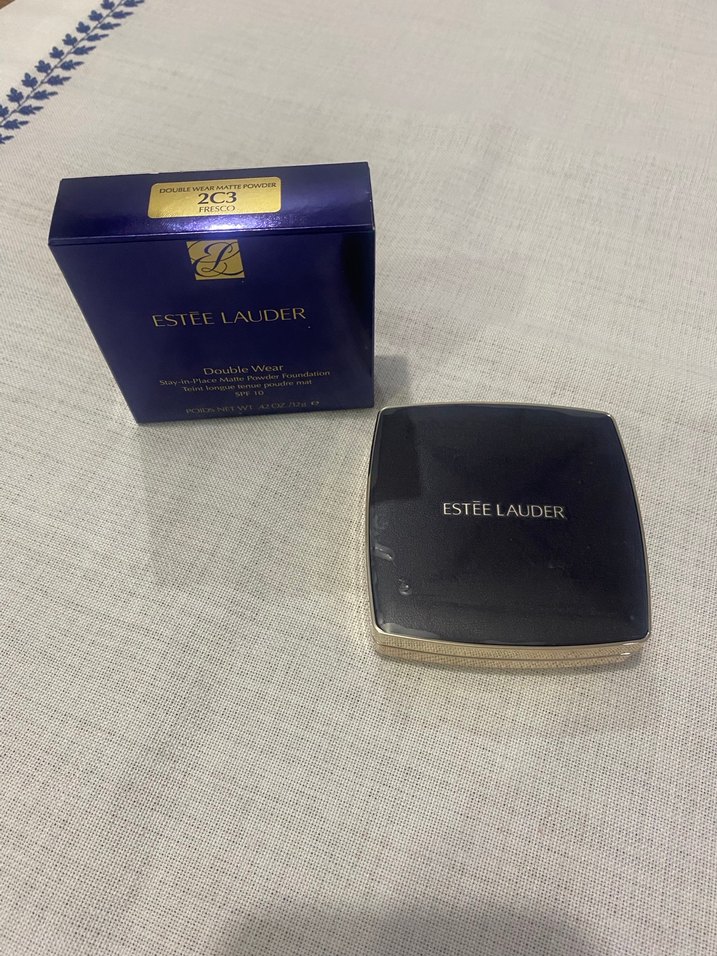 DOUBLE WEAR MATTE POWDER
2C3
FRESCO
EL
ESTĒE LAUDER
Double Wear
Stay-in-Place Matte Powder Foundation
Teint longue tenue poudre mat
SPF 10
POIDS NET WT. .42 OZ /12g ℮
ESTĒE LAUDER